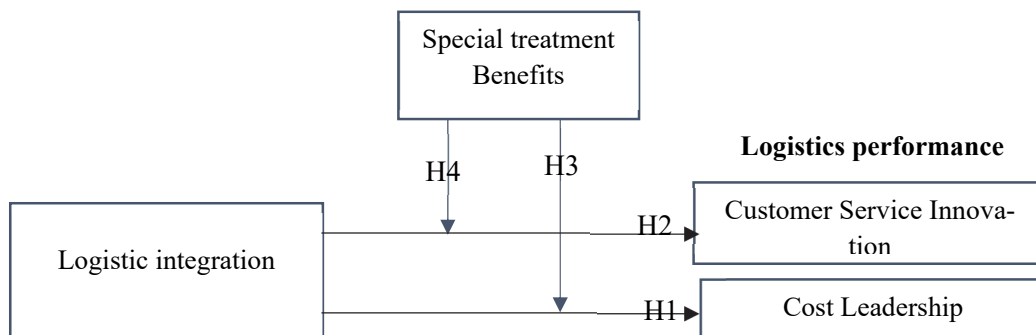 Special treatment
Benefits
H4
H3
Logistics performance
Logistic integration
H2
Customer Service Innova-
tion
H1
Cost Leadership